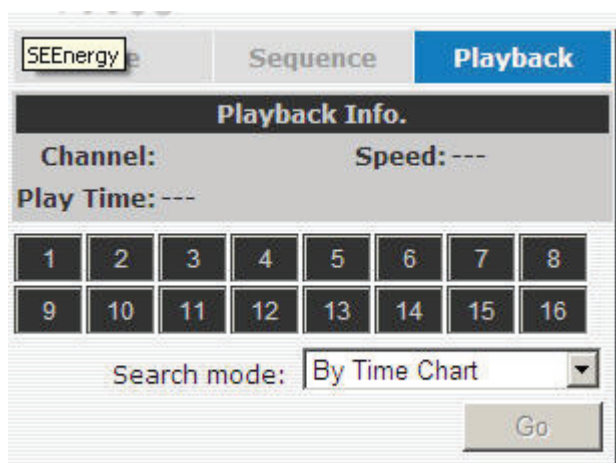 SEEnergy e Sequence Playback
Playback Info.
Channel: Speed: ---
Play Time: ---
1 2 3 4 5 6 7 8
9 10 11 12 13 14 15 16
Search mode: By Time Chart
Go